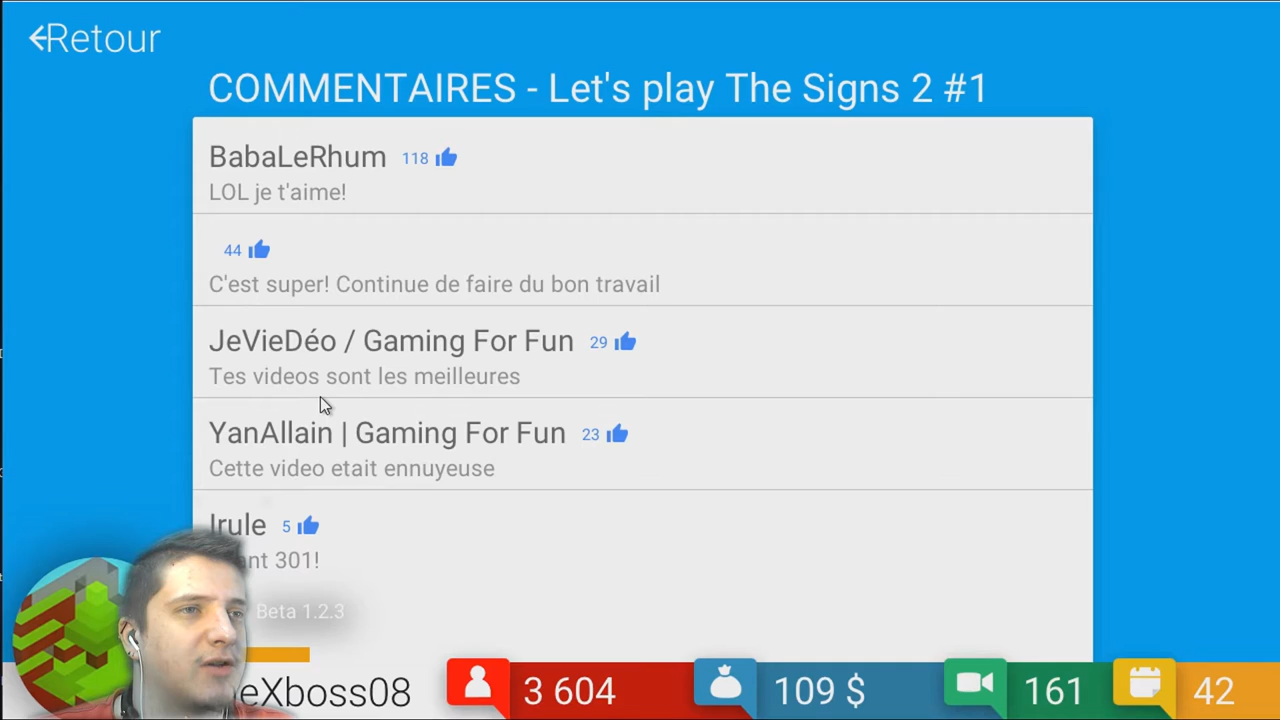 Retour
COMMENTAIRES - Let's play The Signs 2 #1
BabaLeRhum 118
LOL je t'aime!
44
C'est super! Continue de faire du bon travail
JeVieDéo / Gaming For Fun 29
Tes videos sont les meilleures
YanAllain | Gaming For Fun 23
Cette video etait ennuyeuse
Irule 5
301!
Beta 1.2.3
eXboss08 3 604 109 $ 161 42